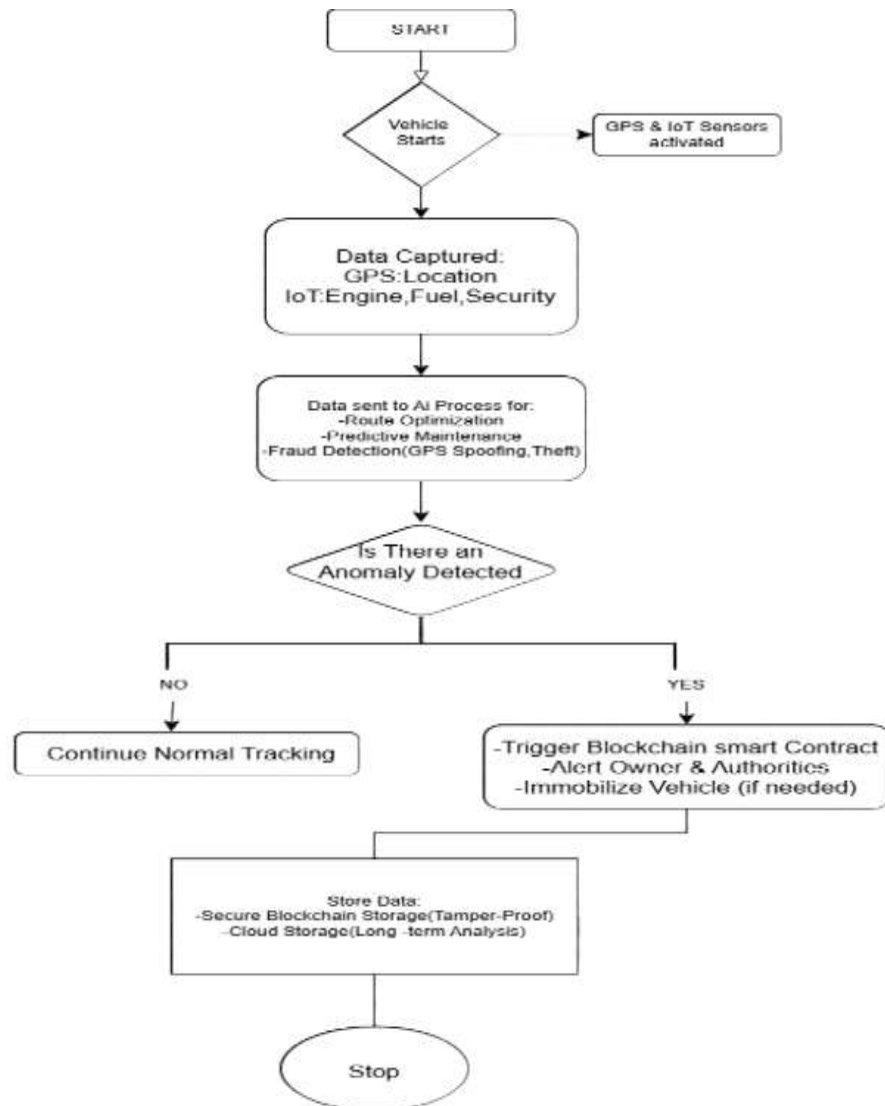 START
Vehicle
Starts
GPS & IoT Sensors
activated
Data Captured:
GPS:Location
IoT:Engine,Fuel,Security
Data sent to Ai Process for:
-Route Optimization
-Predictive Maintenance
-Fraud Detection(GPS Spoofing,Theft)
Is There an
Anomaly Detected
NO
YES
Continue Normal Tracking
-Trigger Blockchain smart Contract
-Alert Owner & Authorities
-Immobilize Vehicle (if needed)
Store Data:
-Secure Blockchain Storage(Tamper-Proof)
-Cloud Storage(Long -term Analysis)
Stop